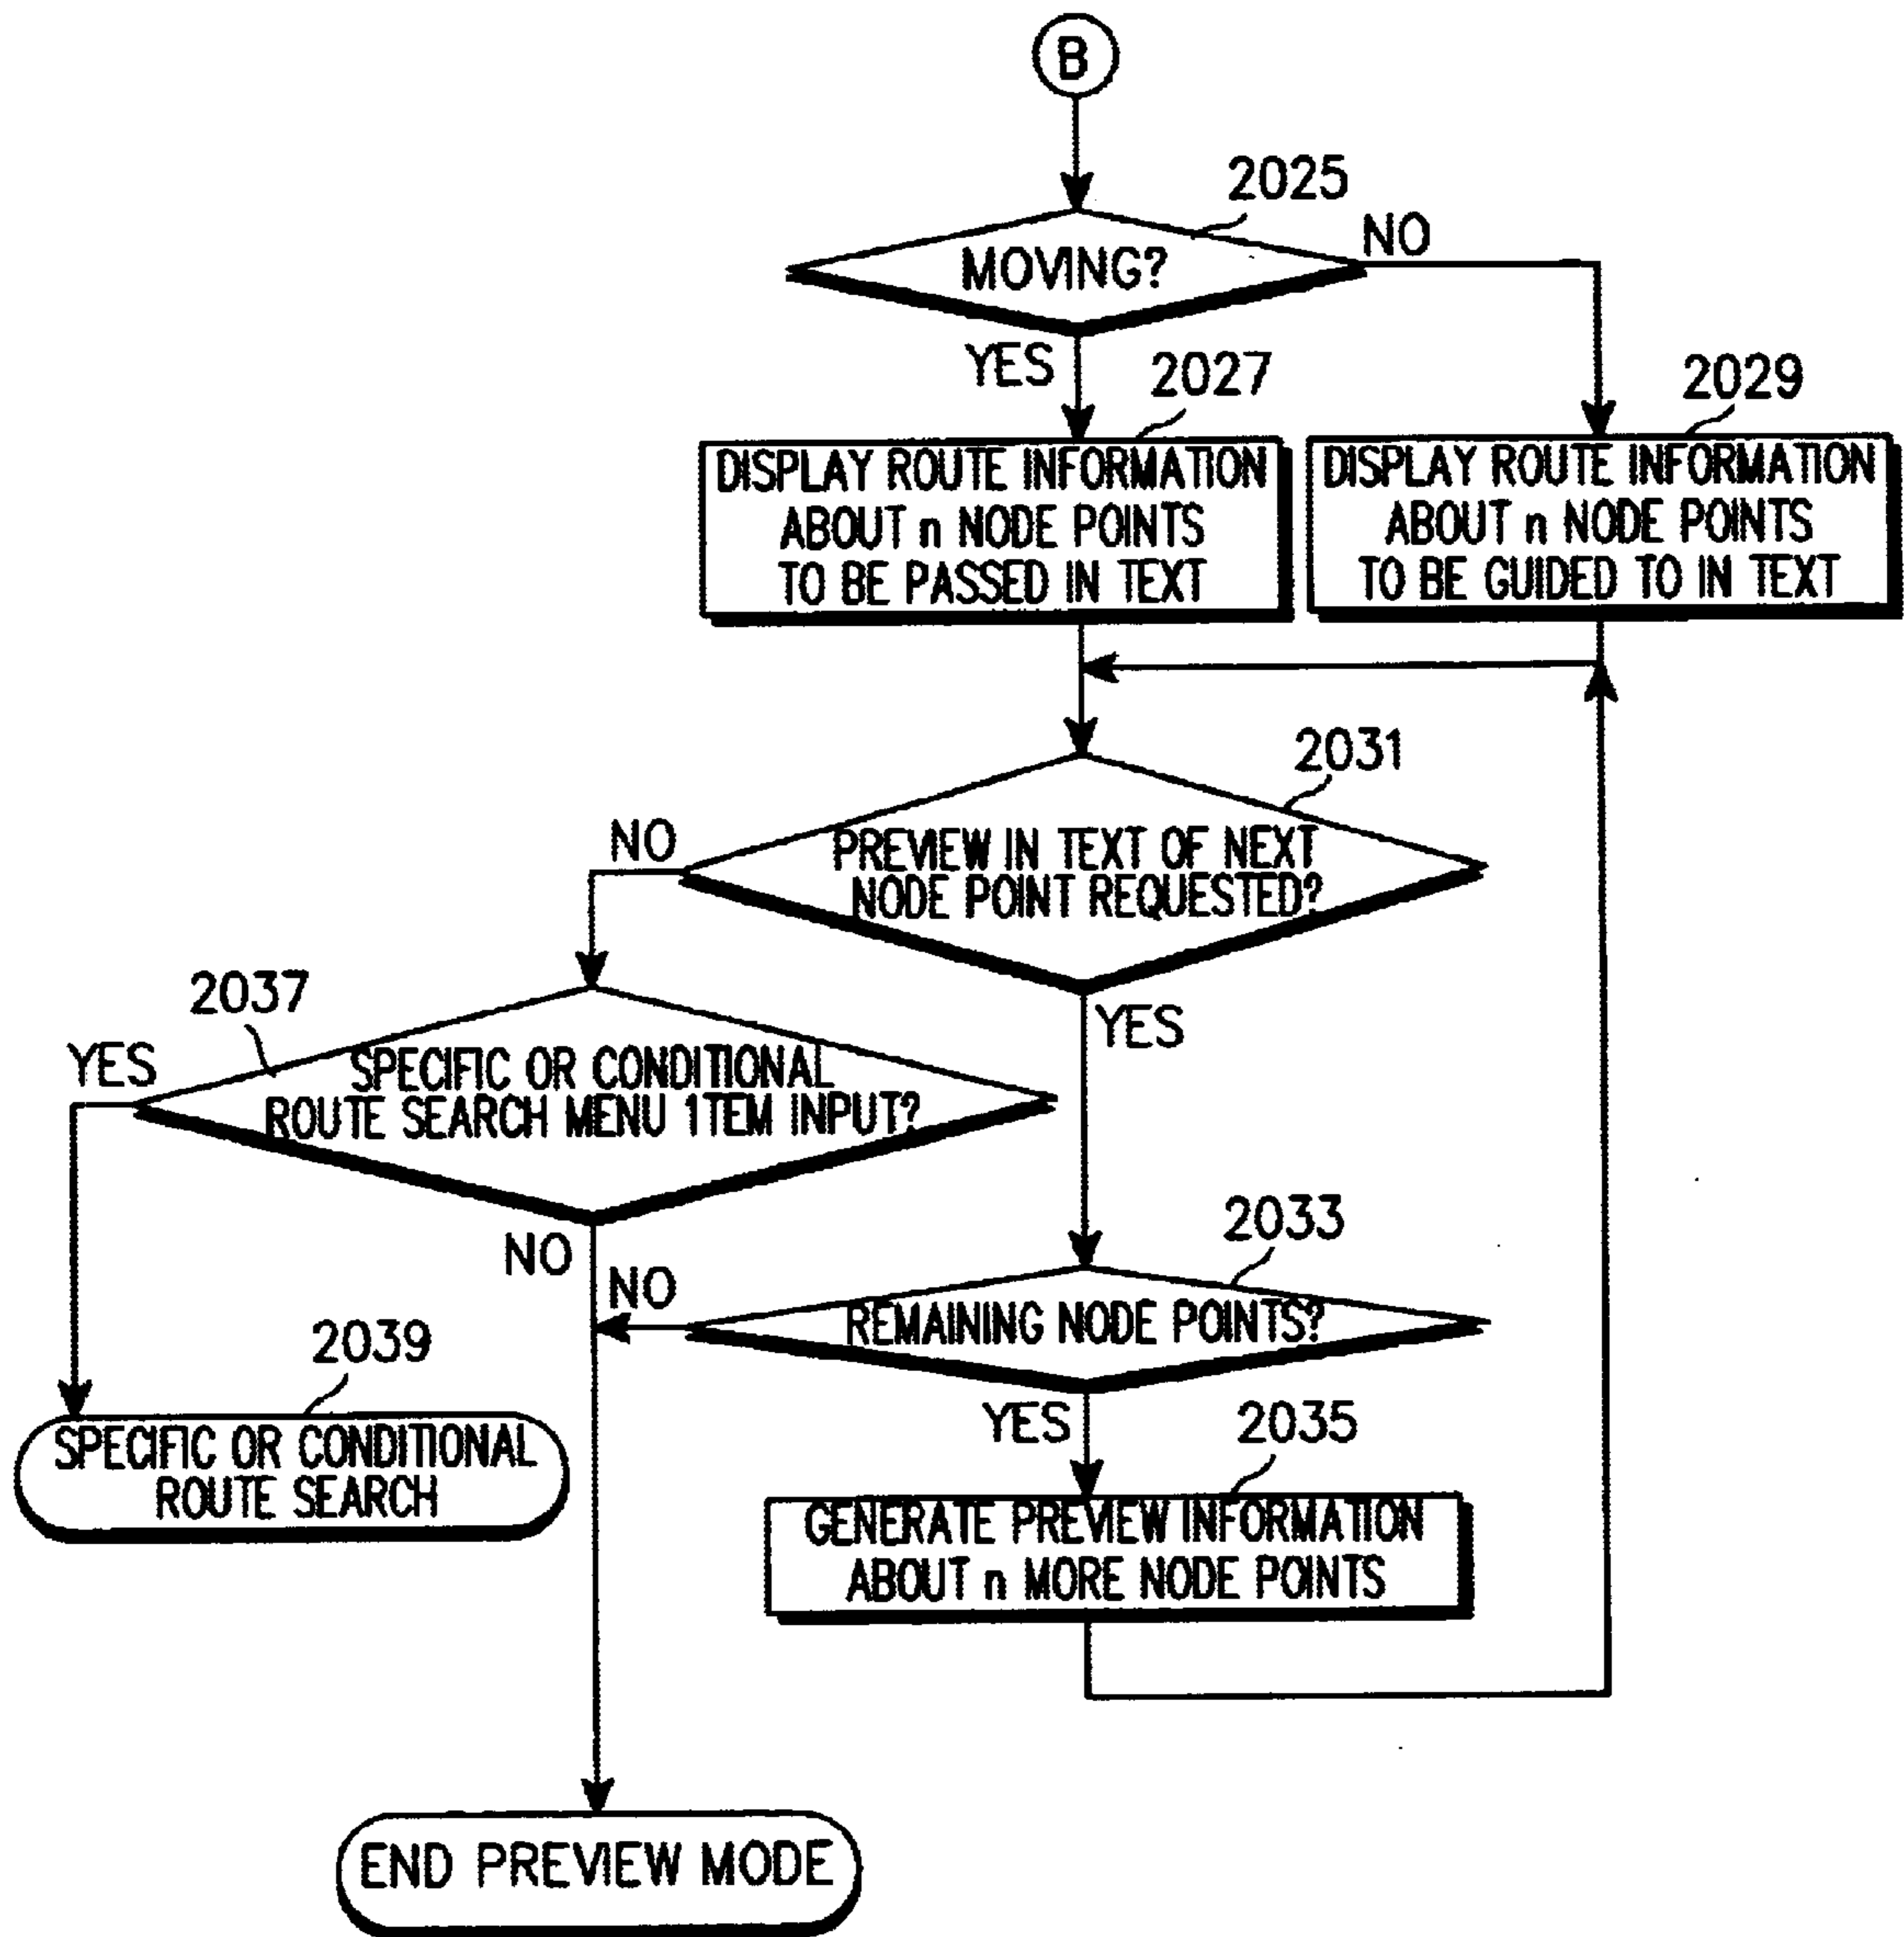 B
2025
MOVING?
NO
YES
2027
2029
DISPLAY ROUTE INFORMATION
ABOUT n NODE POINTS
TO BE PASSED IN TEXT
DISPLAY ROUTE INFORMATION
ABOUT n NODE POINTS
TO BE GUIDED TO IN TEXT
2031
NO
PREVIEW IN TEXT OF NEXT
NODE POINT REQUESTED?
2037
YES
YES
SPECIFIC OR CONDITIONAL
ROUTE SEARCH MENU 1TEM INPUT?
2033
NO
NO
REMAINING NODE POINTS?
2039
YES
2035
SPECIFIC OR CONDITIONAL
ROUTE SEARCH
GENERATE PREVIEW INFORMATION
ABOUT n MORE NODE POINTS
END PREVIEW MODE